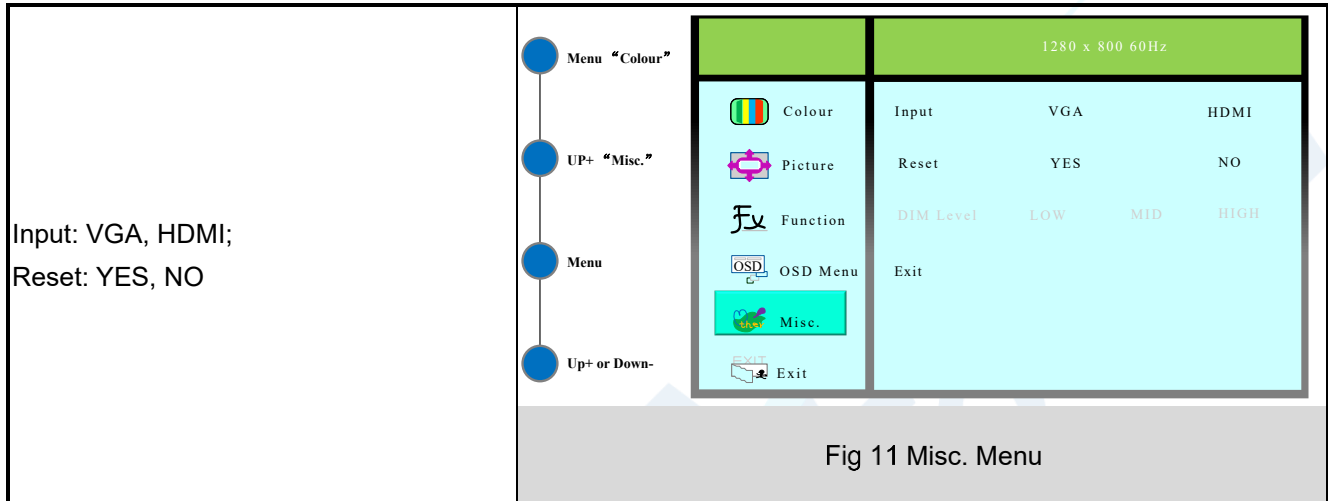 Input: VGA, HDMI;
Reset: YES, NO
Menu “Colour”
UP+ “Misc.”
Menu
Up+ or Down-
1280 x 800 60Hz
Colour
Picture
Fx Function
OSD OSD Menu
ther Misc.
EXIT
Exit
Input VGA HDMI
Reset YES NO
DIM Level LOW MID HIGH
Exit
Fig 11 Misc. Menu